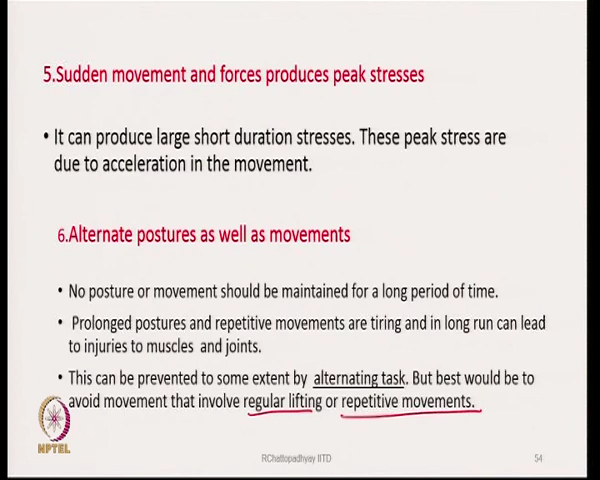 5.Sudden movement and forces produces peak stresses
• It can produce large short duration stresses. These peak stress are
due to acceleration in the movement.
6.Alternate postures as well as movements
• No posture or movement should be maintained for a long period of time.
• Prolonged postures and repetitive movements are tiring and in long run can lead
to injuries to muscles and joints.
• This can be prevented to some extent by alternating task. But best would be to
avoid movement that involve regular lifting or repetitive movements.
NPTEL
RChattopadhyay IITD
54